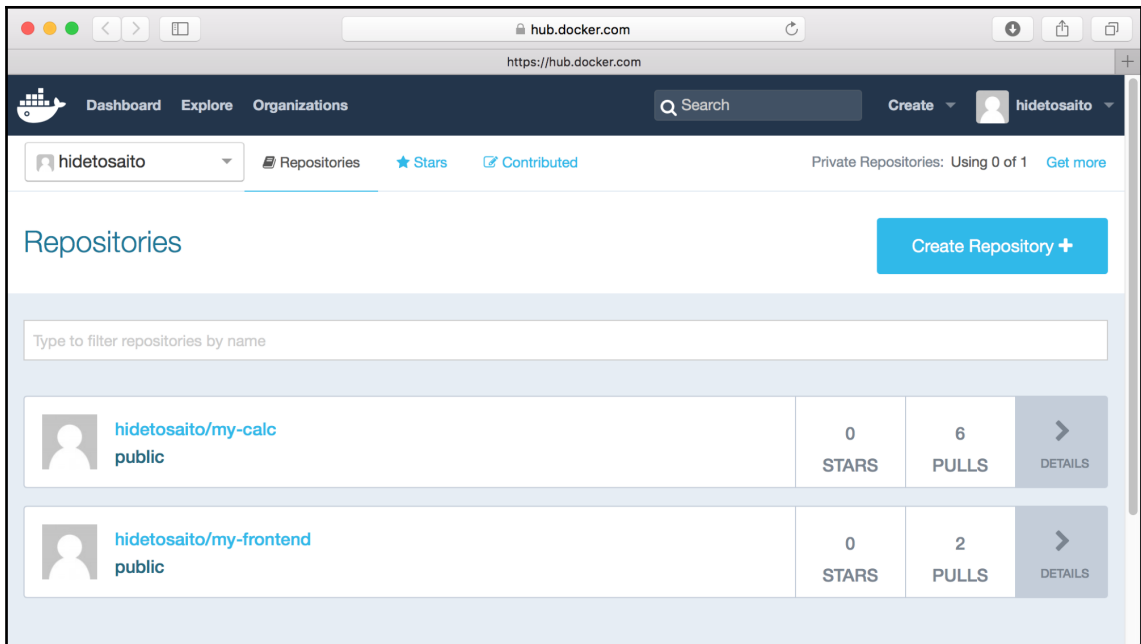 hub.docker.com
https://hub.docker.com
Dashboard Explore Organizations Search Create hidetosaito
hidetosaito Repositories Stars Contributed Private Repositories: Using 0 of 1 Get more
Repositories Create Repository
Type to filter repositories by name
hidetosaito/my-calc
public
0 STARS
6 PULLS
DETAILS
hidetosaito/my-frontend
public
0 STARS
2 PULLS
DETAILS